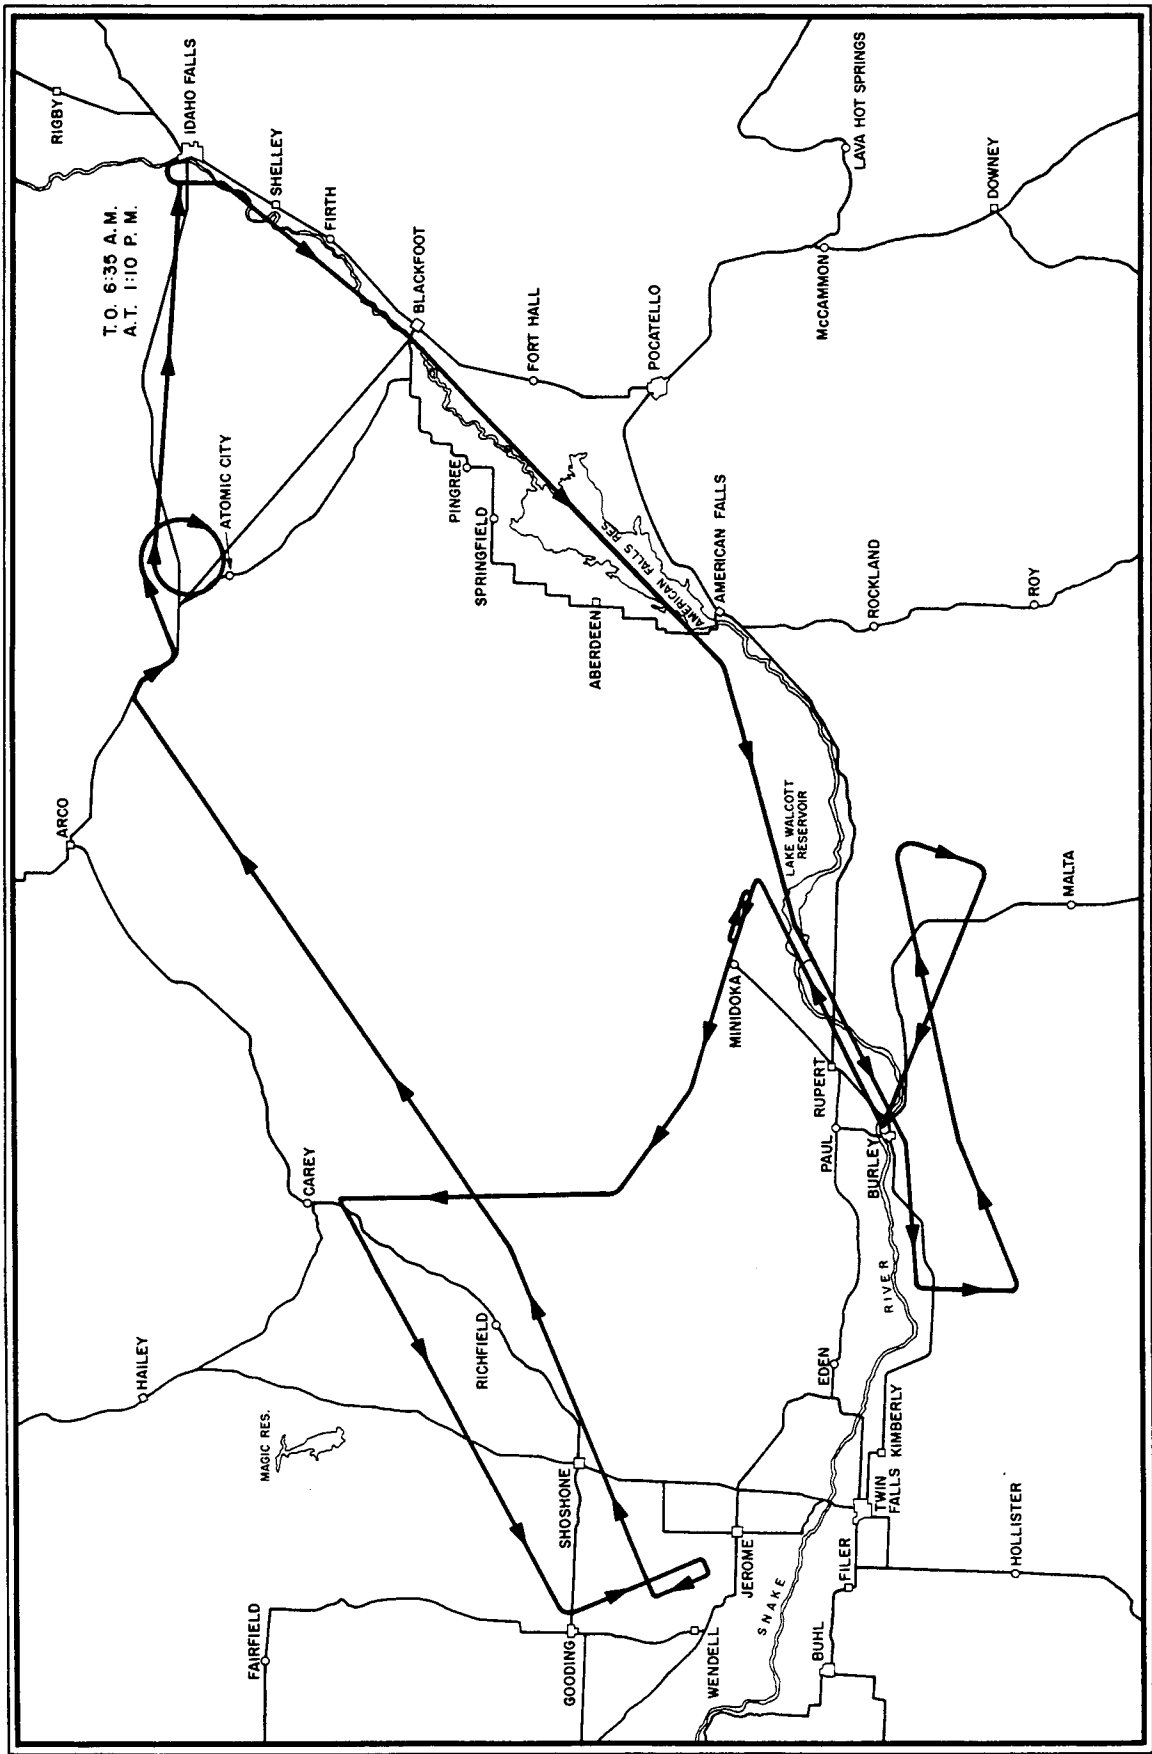 RIGBY
IDAHO FALLS
T.O. 6:35 A.M.
A.T. 1:10 P.M.
SHELLEY
FIRTH
BLACKFOOT
FORT HALL
POCATELLO
LAVA HOT SPRINGS
McCAMMON
DOWNEY
ATOMIC CITY
PINGREE
SPRINGFIELD
ABERDEEN
AMERICAN FALLS RES.
AMERICAN FALLS
ROCKLAND
ROY
ARCO
LAKE WALCOTT
RESERVOIR
MALTA
MINIDOKA
RUPERT
PAUL
BURLEY
CAREY
RIVER
HAILEY
MAGIC RES.
RICHFIELD
EDEN
KIMBERLY
TWIN
FALLS
SHOSHONE
JEROME
FILER
HOLLISTER
SNAKE
FAIRFIELD
GOODING
WENDELL
BUHL